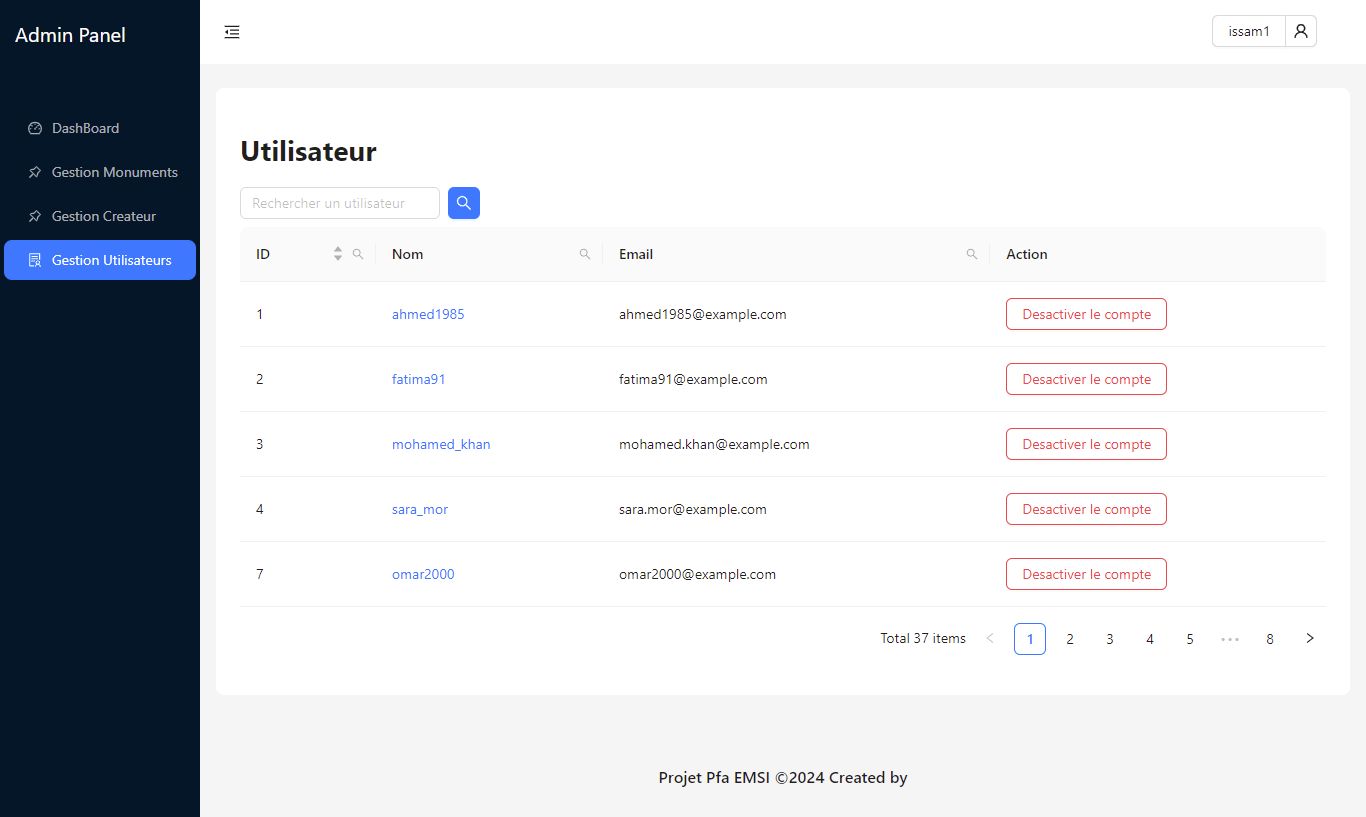 Admin Panel
issam1
DashBoard
Gestion Monuments
Gestion Createur
Gestion Utilisateurs
Utilisateur
Rechercher un utilisateur
ID Nom Email Action
1 ahmed1985 ahmed1985@example.com Desactiver le compte
2 fatima91 fatima91@example.com Desactiver le compte
3 mohamed_khan mohamed.khan@example.com Desactiver le compte
4 sara_mor sara.mor@example.com Desactiver le compte
7 omar2000 omar2000@example.com Desactiver le compte
Total 37 items < 1 2 3 4 5 ••• 8 >
Projet Pfa EMSI ©2024 Created by